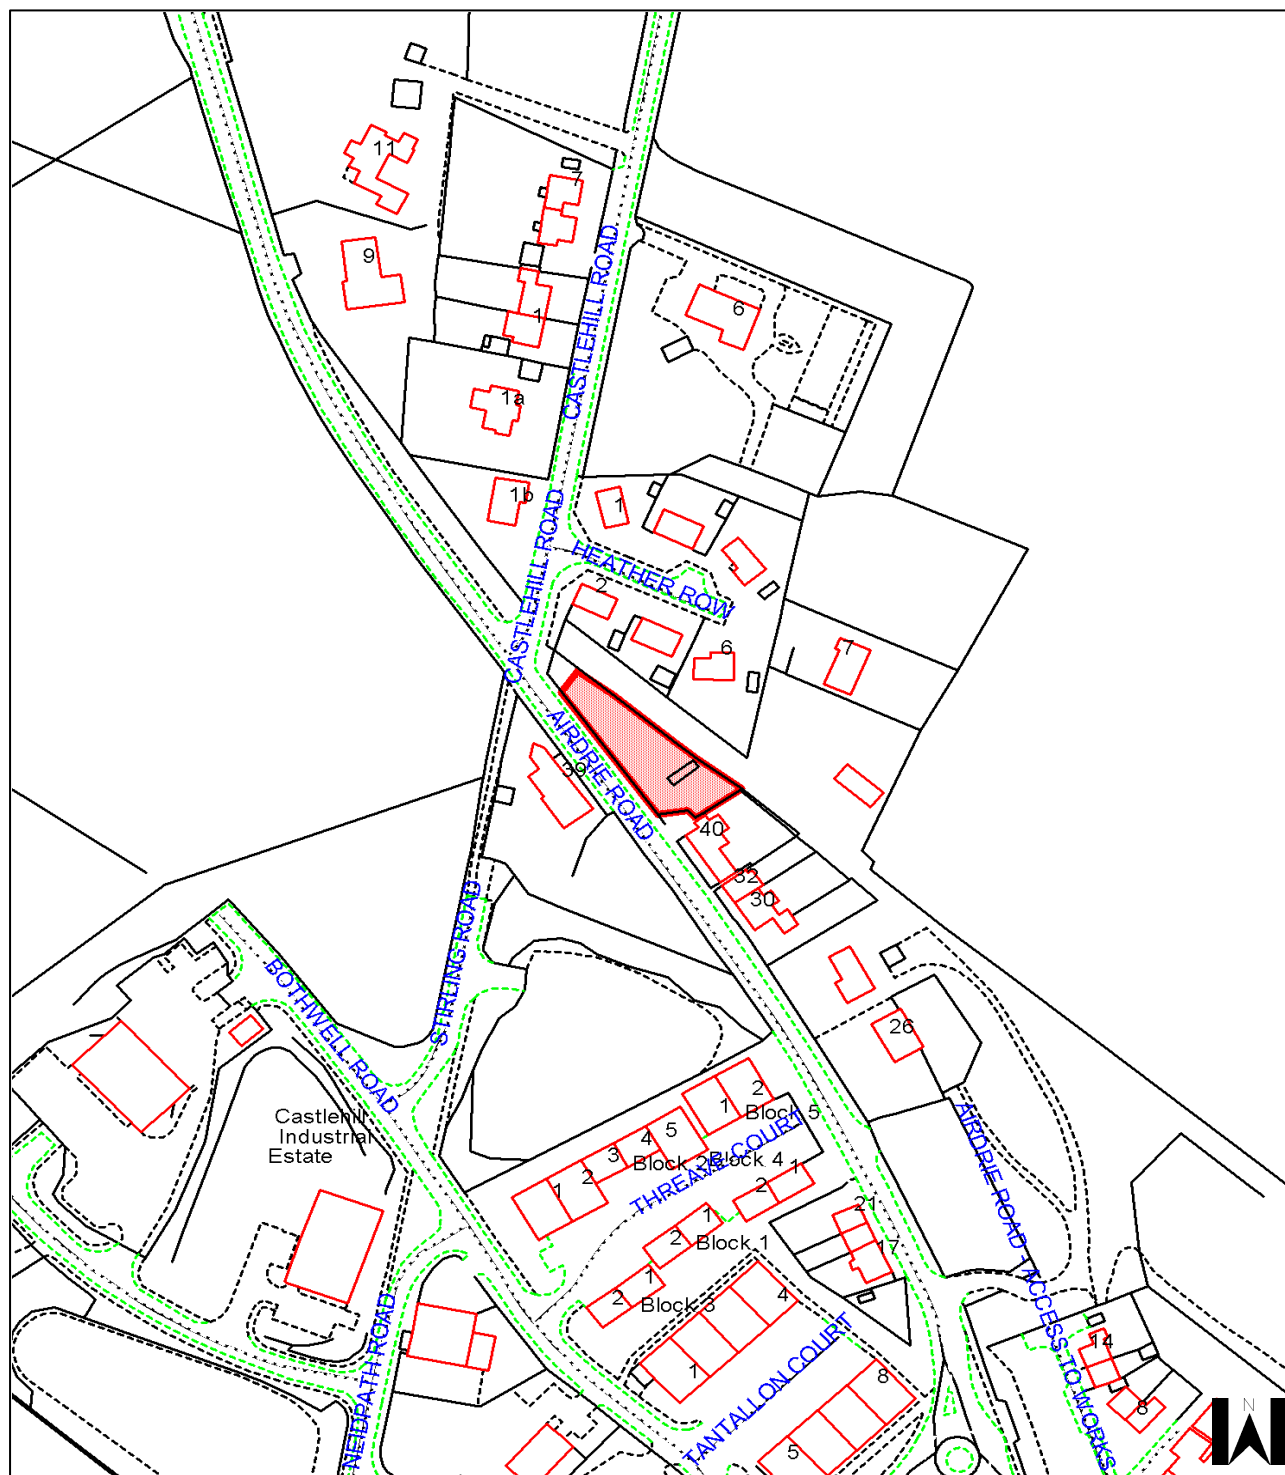 11
7
CASTLEHILL ROAD
9
6
1
1a
1b
1
CASTLEHILL ROAD
HEATHER ROW
2
6
7
AIRDRIE ROAD
39
40
32
30
STIRLING ROAD
BOTHWELL ROAD
26
Castlehill
Industrial
Estate
2
1
Block 5
5
4
3
2
1
Block 4
THREAVE COURT
1
2
AIRDRIE ROAD - ACCESS TO WORKS
21
17
1
2
Block 1
1
2
Block 3
4
1
NEIDPATH ROAD
TANTALLON COURT
8
5
14
8
N